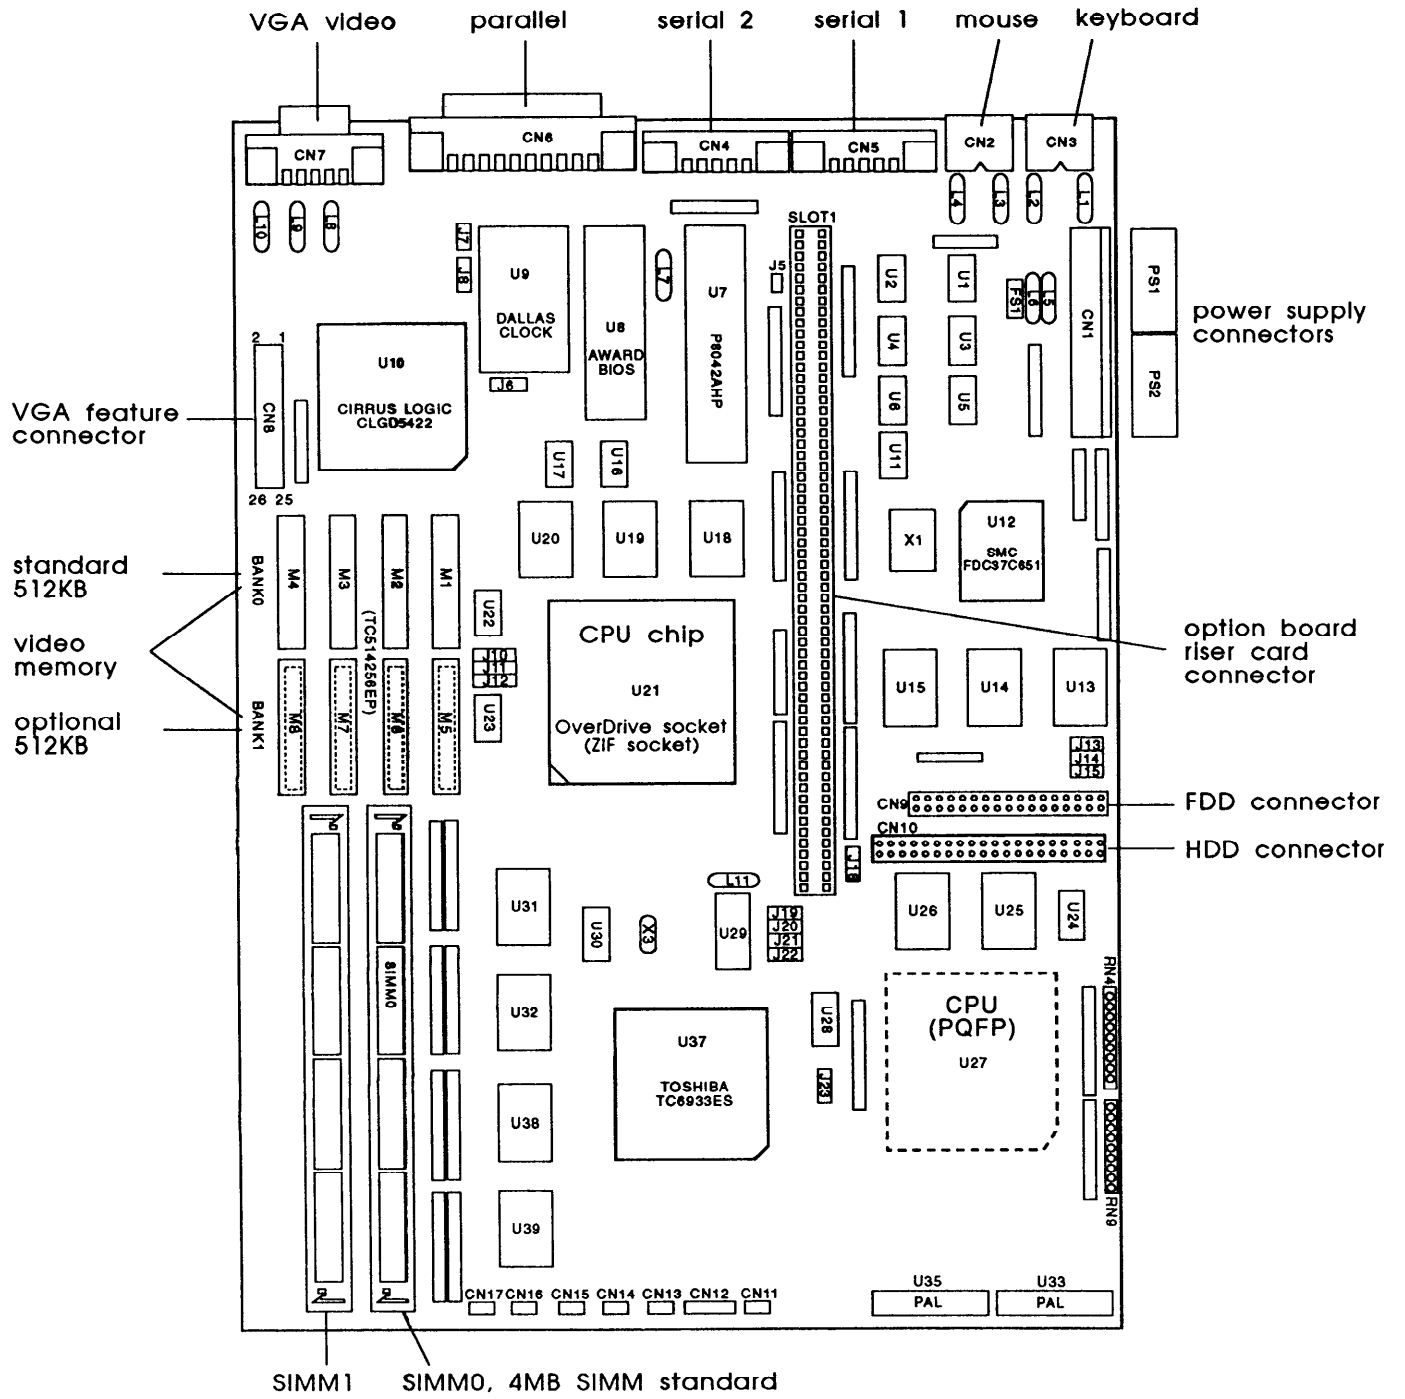 VGA video
parallel
serial 2
serial 1
mouse
keyboard
CN7
CN6
CN4
CN5
CN2
CN3
L10
L9
L8
L4
L3
L2
L1
SLOT1
J7
J8
U9
DALLAS
CLOCK
J6
U8
AWARD
BIOS
L7
U7
P8042AHP
J5
U2
U1
U4
U3
U6
U5
U11
FS1
L6
L5
CN1
PS1
PS2
power supply
connectors
2 1
CN8
26 25
VGA feature
connector
U10
CIRRUS LOGIC
CLGD5422
U17
U16
U20
U19
U18
X1
U12
SMC
FDC37C651
standard
512KB
video
memory
optional
512KB
BANK0
BANK1
M4
M3
M2
M1
(TC514256EP)
M8
M7
M6
M5
U22
J10
J11
J12
U23
CPU chip
U21
OverDrive socket
(ZIF socket)
option board
riser card
connector
U15
U14
U13
J13
J14
J15
CN9
FDD connector
CN10
HDD connector
J18
L11
U31
U30
X3
U29
J19
J20
J21
J22
U26
U25
U24
SIMM0
U32
U37
TOSHIBA
TC6933ES
U28
J23
CPU
(PQFP)
U27
RN4
RN9
U38
U39
CN17
CN16
CN15
CN14
CN13
CN12
CN11
U35
PAL
U33
PAL
SIMM1
SIMM0, 4MB SIMM standard